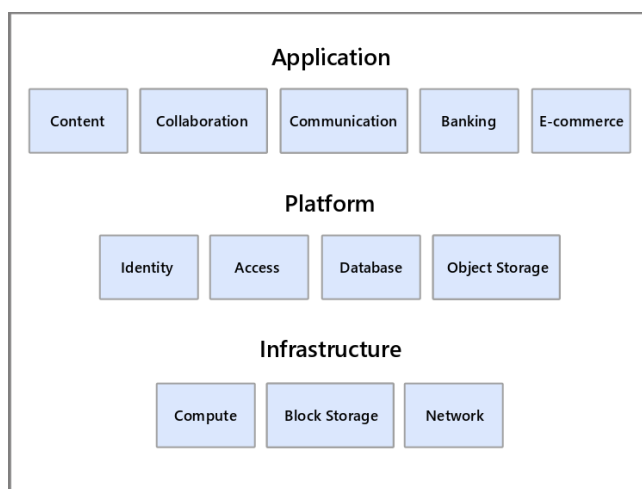 Application
Content Collaboration Communication Banking E-commerce
Platform
Identity Access Database Object Storage
Infrastructure
Compute Block Storage Network